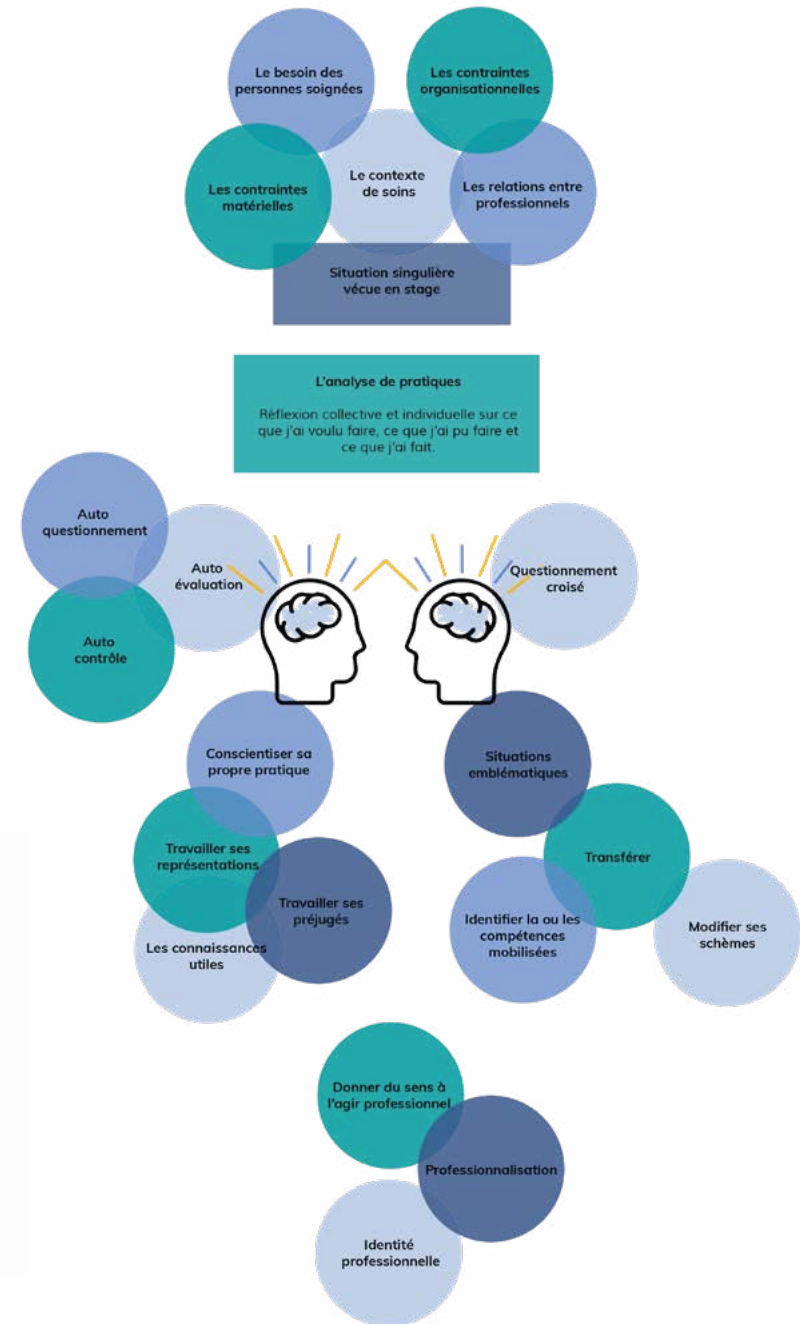 Le besoin des
personnes soignées
Les contraintes
organisationnelles
Les contraintes
matérielles
Le contexte
de soins
Les relations entre
professionnels
Situation singulière
vécue en stage
L'analyse de pratiques
Réflexion collective et individuelle sur ce
que j'ai voulu faire, ce que j'ai pu faire et
ce que j'ai fait.
Auto
questionnement
Auto
évaluation
Auto
contrôle
Questionnement
croisé
Conscientiser sa
propre pratique
Travailler ses
représentations
Travailler ses
préjugés
Les connaissances
utiles
Situations
emblématiques
Transférer
Identifier la ou les
compétences
mobilisées
Modifier ses
schèmes
Donner du sens à
l'agir professionnel
Professionnalisation
Identité
professionnelle